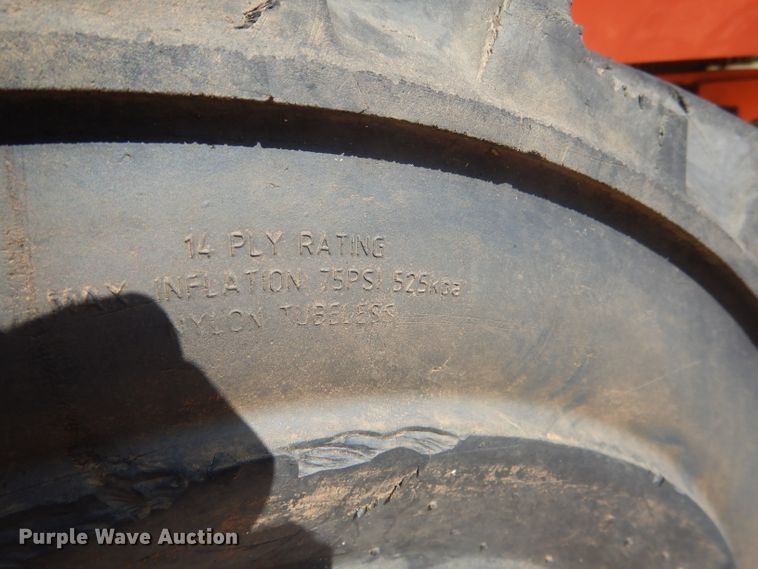 14 PLY RATING
MAX INFLATION 75PSI 525Kpa
NYLON TUBELESS
Purple Wave Auction